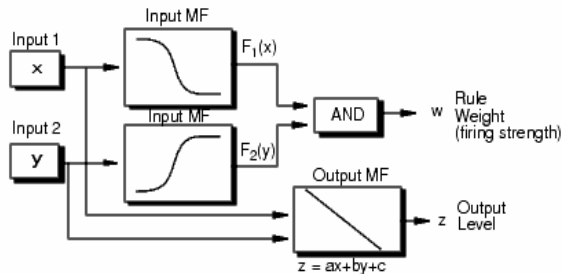 Input MF
Input 1
x
F1(x)
Input MF
AND
w
Rule
Weight
(firing strength)
Input 2
y
F2(y)
Output MF
z
Output
Level
z = ax+by+c